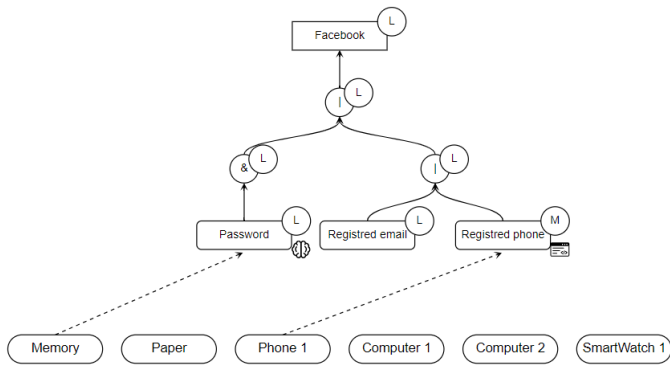 Facebook
L
|
L
&
L
|
L
Password
L
Registred email
L
Registred phone
M
Memory
Paper
Phone 1
Computer 1
Computer 2
SmartWatch 1